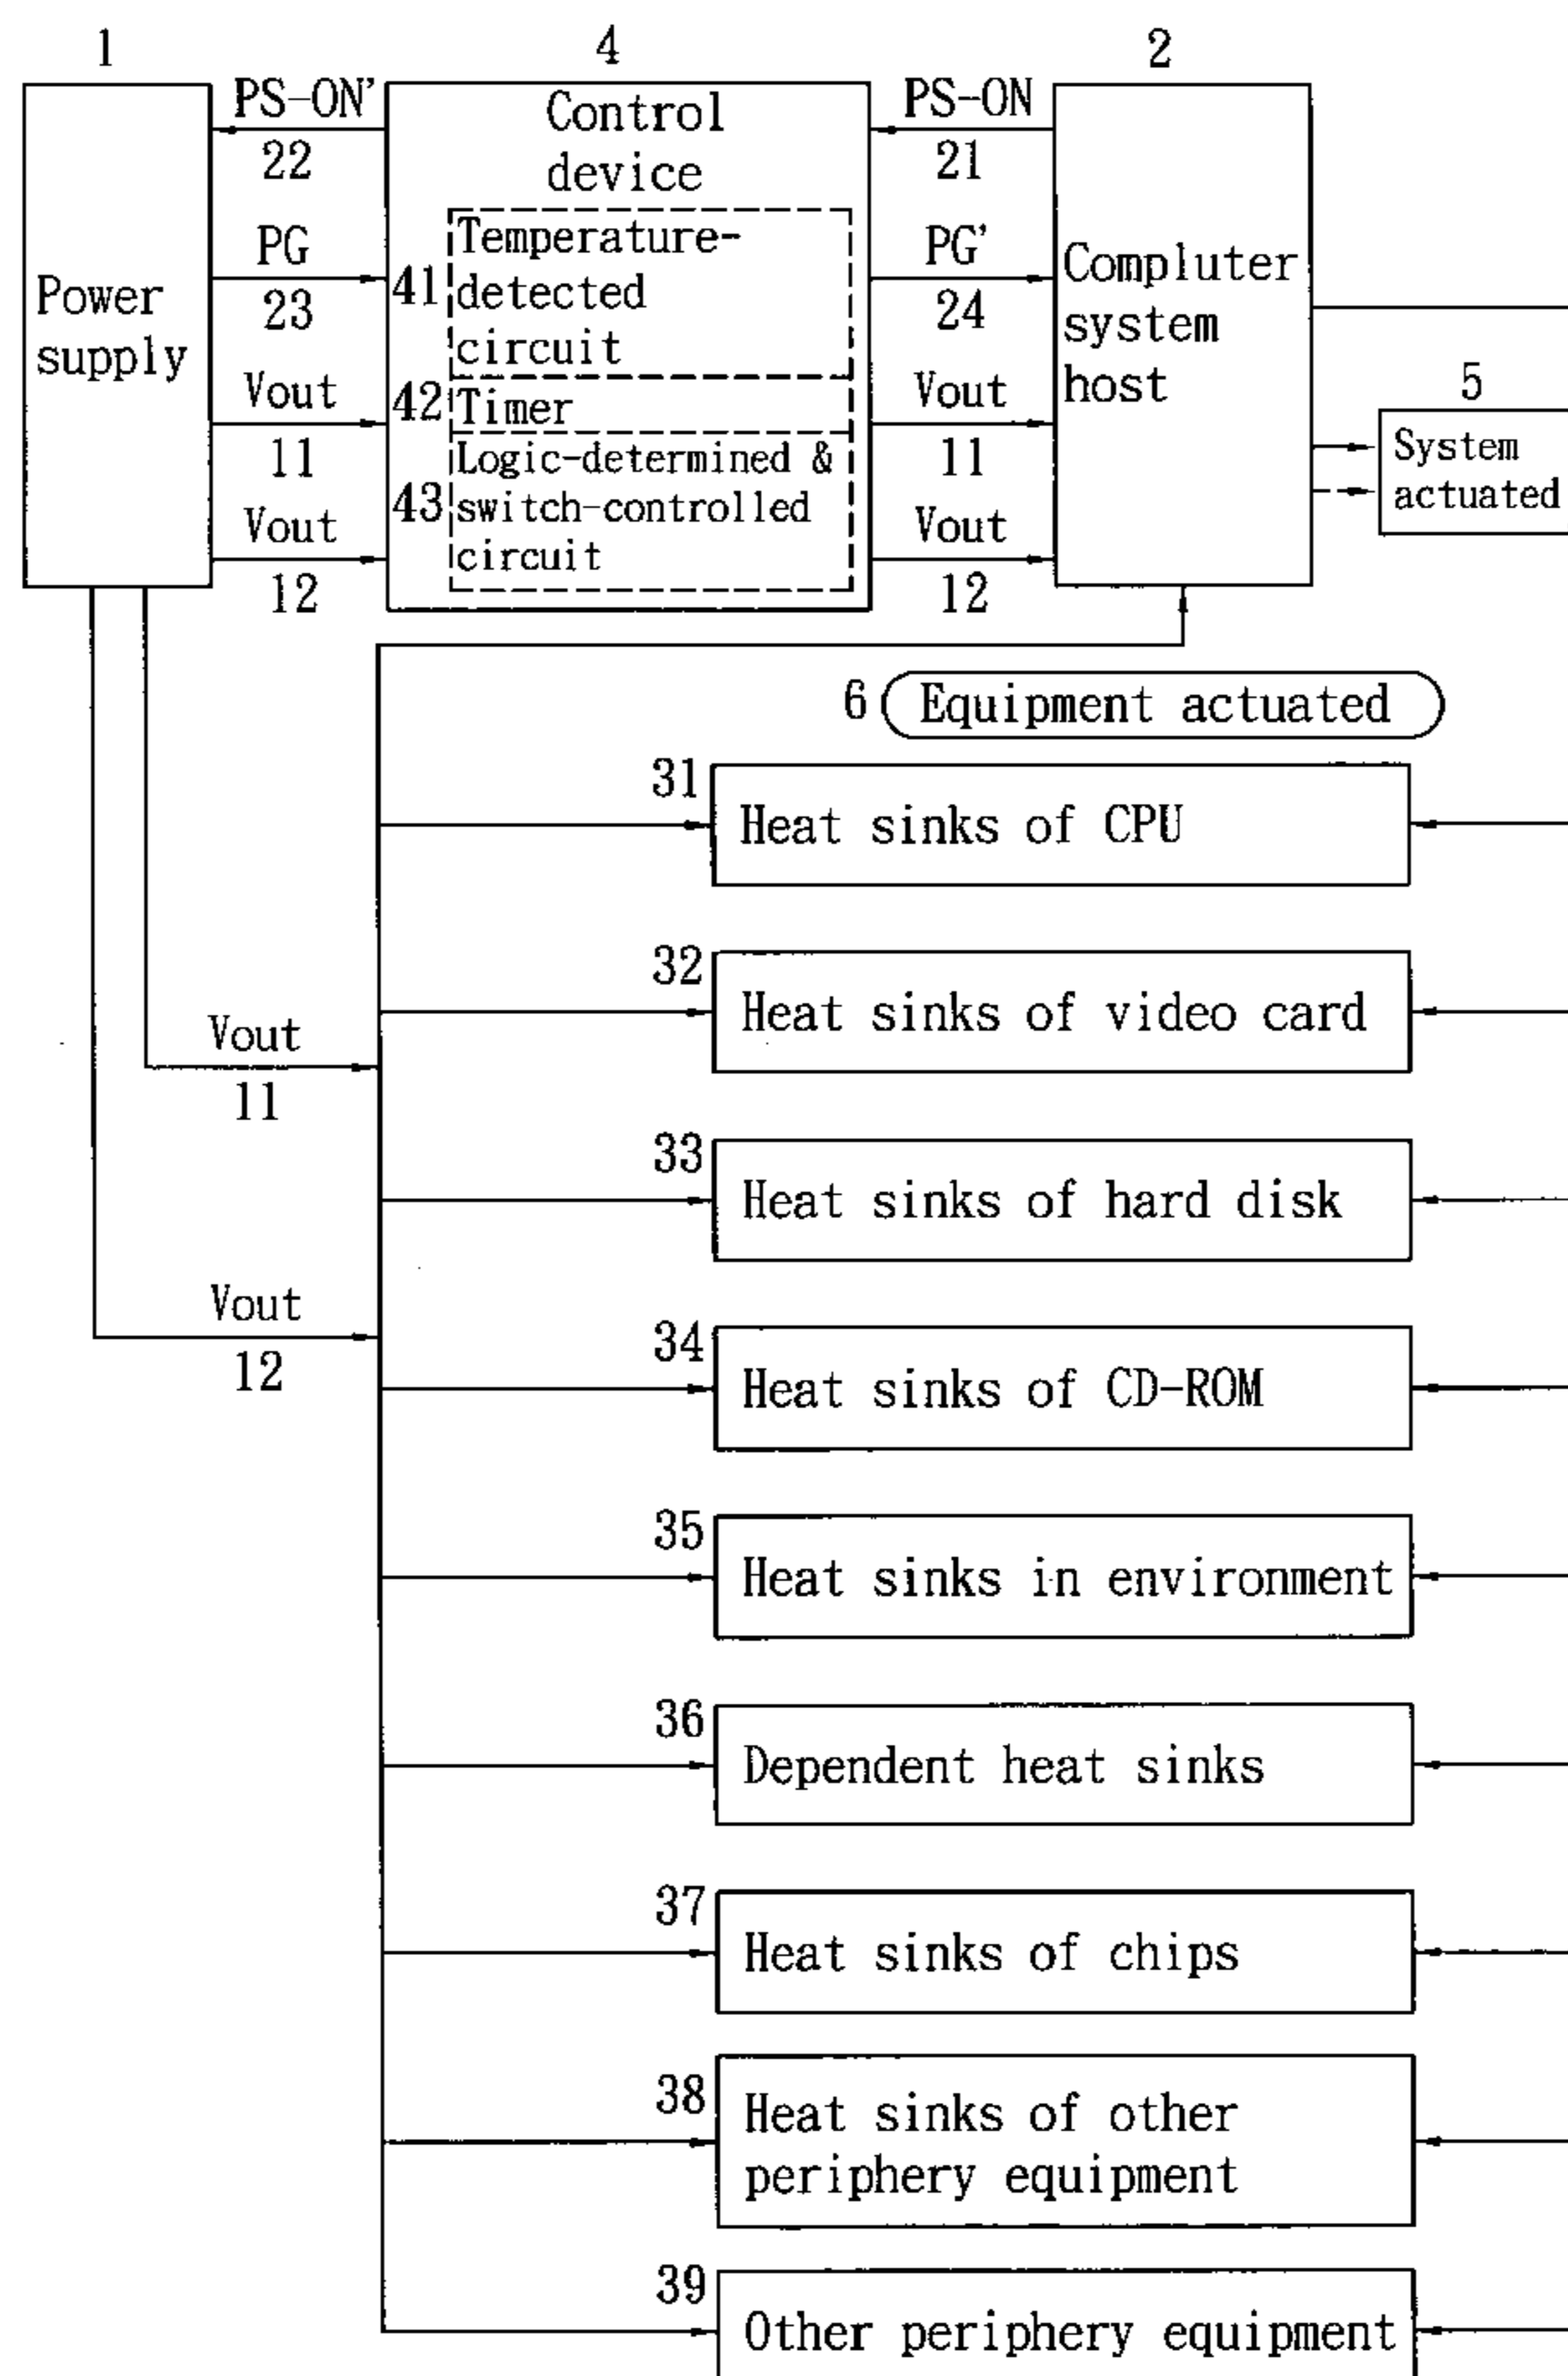 1
4
2
PS-ON'
22
Control
device
PS-ON
21
Power
supply
PG
23
41
Temperature-
detected
circuit
PG'
24
Compluter
system
host
Vout
11
42
Timer
Vout
11
5
System
actuated
Vout
12
43
Logic-determined &
switch-controlled
circuit
Vout
12
6
Equipment actuated
31
Heat sinks of CPU
32
Heat sinks of video card
Vout
11
33
Heat sinks of hard disk
Vout
12
34
Heat sinks of CD-ROM
35
Heat sinks in environment
36
Dependent heat sinks
37
Heat sinks of chips
38
Heat sinks of other
periphery equipment
39
Other periphery equipment